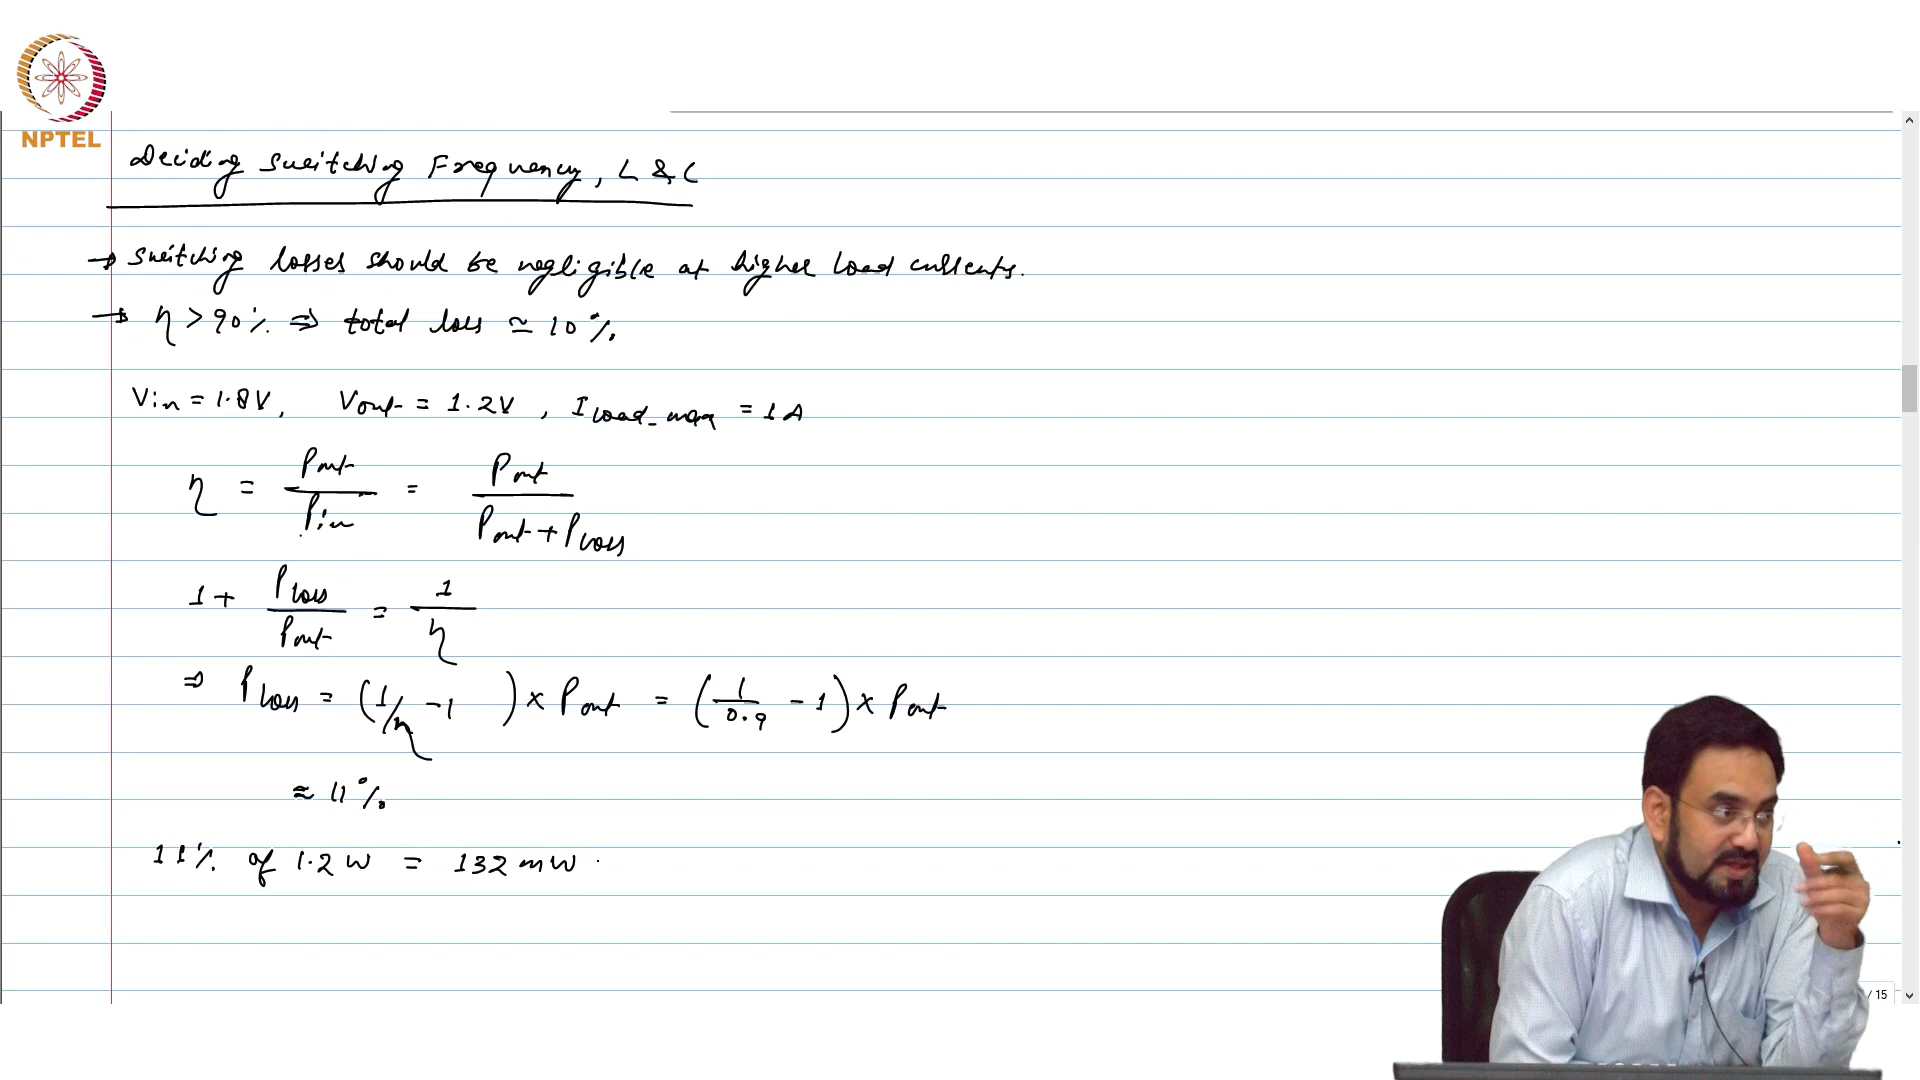 NPTEL
Deciding Switching Frequency, L & C
→ Switching losses should be negligible at higher load currents.
→ η > 90% ⇒ total loss ≃ 10%.
Vin = 1.8V, Vout = 1.2V, I load_max = 1A
η = Pout / Pin = Pout / (Pout + Ploss)
1 + Ploss / Pout = 1 / η
⇒ Ploss = (1/η - 1) × Pout = (1/0.9 - 1) × Pout
≈ 11%
11% of 1.2 W = 132 mW
/ 15